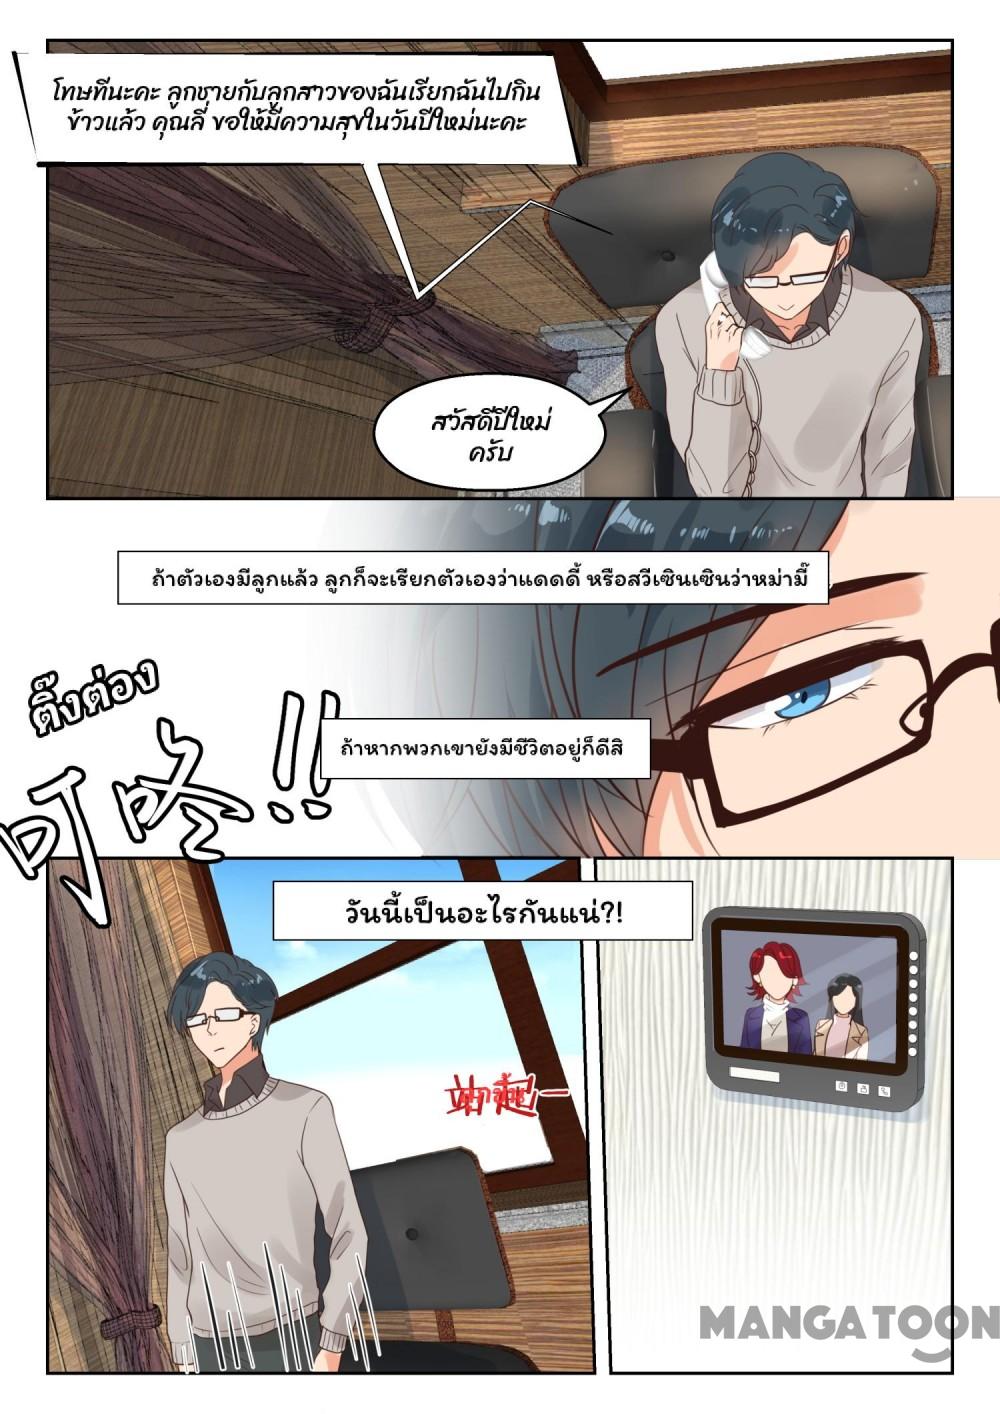 โทษทีนะคะ ลูกชายกับลูกสาวของฉันเรียกฉันไปกิน
ข้าวแล้ว คุณลี่ ขอให้มีความสุขในวันปีใหม่นะคะ
สวัสดีปีใหม่
ครับ
ถ้าตัวเองมีลูกแล้ว ลูกก็จะเรียกตัวเองว่าแดดดี้ หรือสวีเซินเซินว่าหม่ามี๊
ติ๊งต่อง
叮咚!!
ถ้าหากพวกเขายังมีชีวิตอยู่ก็ดีสิ
วันนี้เป็นอะไรกันแน่?!
站起一
ลุกขึ้น
MANGATOON